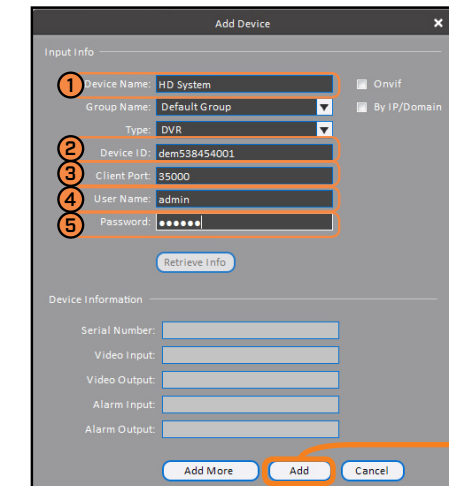 Add Device ×
Input Info
1 Device Name: HD System Onvif
Group Name: Default Group By IP/Domain
Type: DVR
2 Device ID: dem538454001
3 Client Port: 35000
4 User Name: admin
5 Password: ●●●●●●
Retrieve Info
Device Information
Serial Number:
Video Input:
Video Output:
Alarm Input:
Alarm Output:
Add More Add Cancel